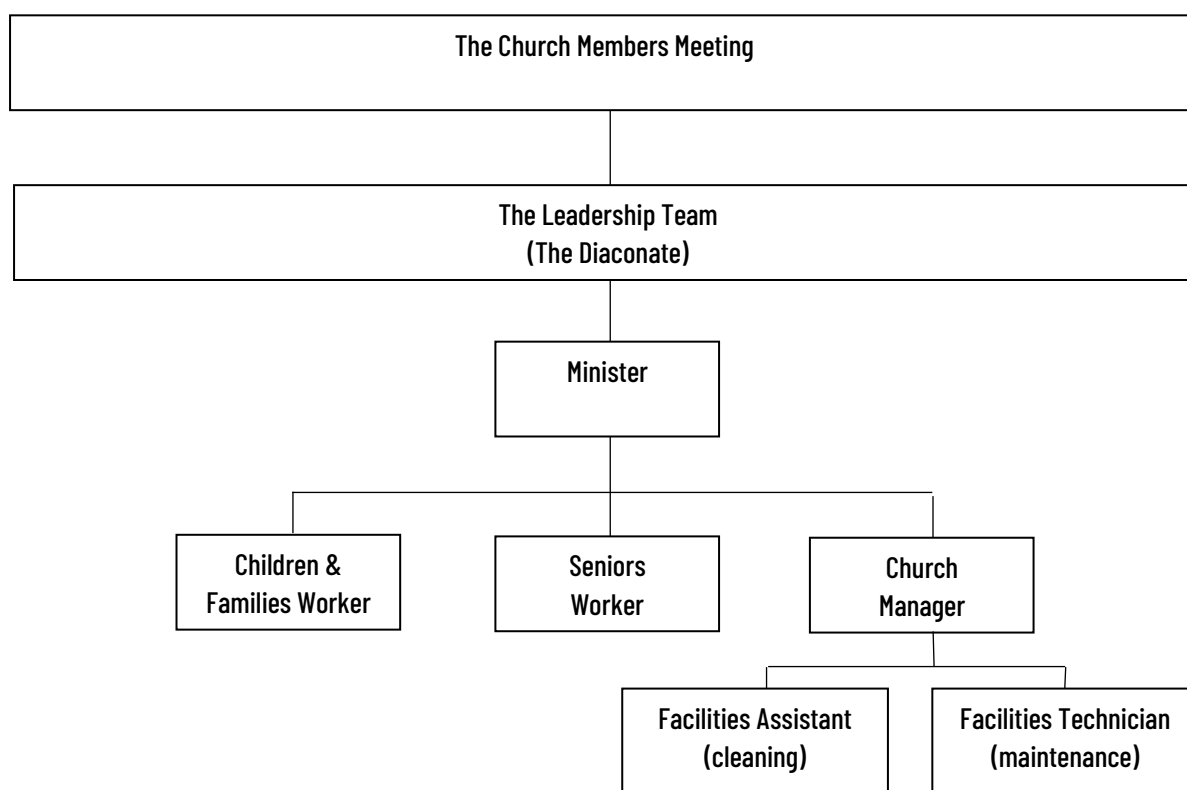 The Church Members Meeting
The Leadership Team
(The Diaconate)
Minister
Children &
Families Worker
Seniors
Worker
Church
Manager
Facilities Assistant
(cleaning)
Facilities Technician
(maintenance)